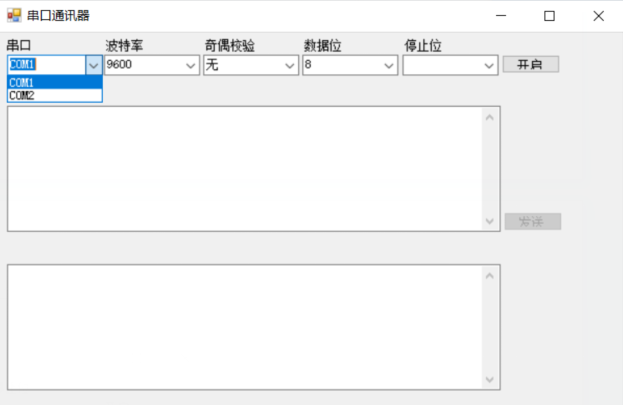 串口通讯器
串口 波特率 奇偶校验 数据位 停止位
COM1 9600 无 8 开启
COM1
COM2
发送